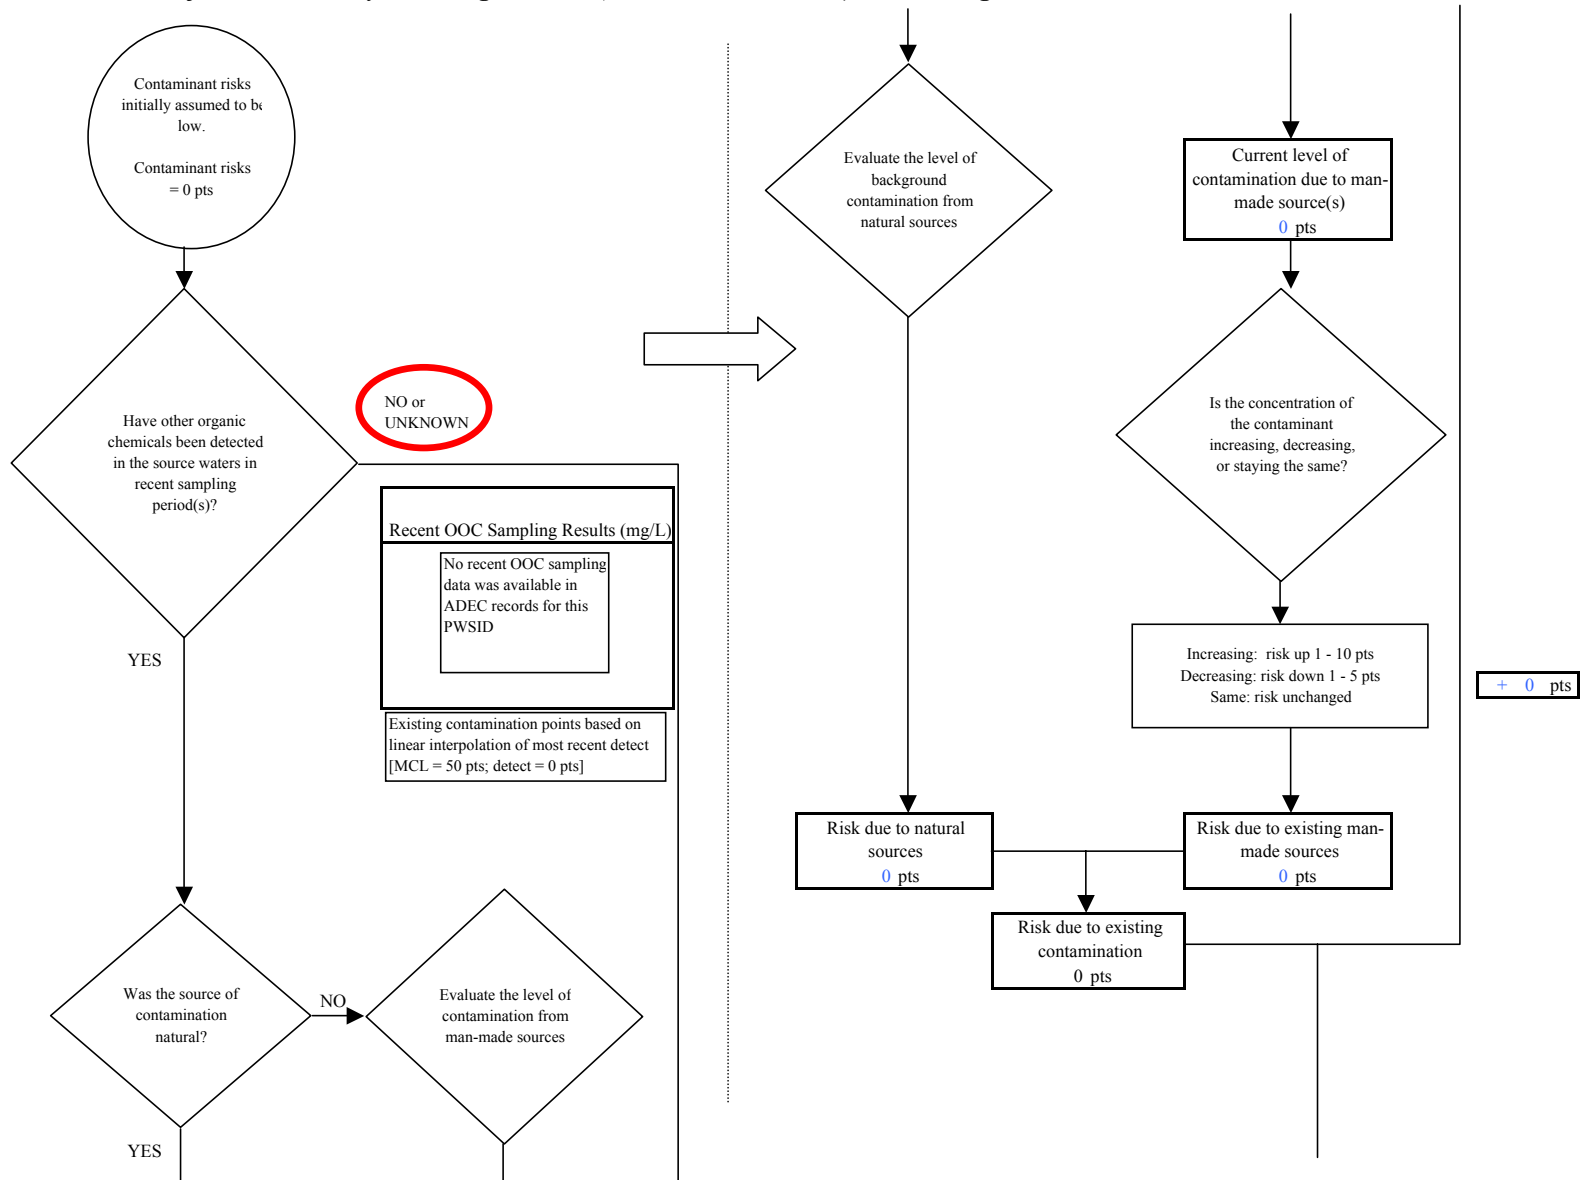 Contaminant risks
initially assumed to be
low.
Contaminant risks
= 0 pts
Have other organic
chemicals been detected
in the source waters in
recent sampling
period(s)?
NO or
UNKNOWN
YES
Recent OOC Sampling Results (mg/L)
No recent OOC sampling
data was available in
ADEC records for this
PWSID
Existing contamination points based on
linear interpolation of most recent detect
[MCL = 50 pts; detect = 0 pts]
Was the source of
contamination
natural?
NO
YES
Evaluate the level of
contamination from
man-made sources
Evaluate the level of
background
contamination from
natural sources
Current level of
contamination due to man-
made source(s)
0 pts
Is the concentration of
the contaminant
increasing, decreasing,
or staying the same?
Increasing: risk up 1 - 10 pts
Decreasing: risk down 1 - 5 pts
Same: risk unchanged
+ 0 pts
Risk due to natural
sources
0 pts
Risk due to existing man-
made sources
0 pts
Risk due to existing
contamination
0 pts